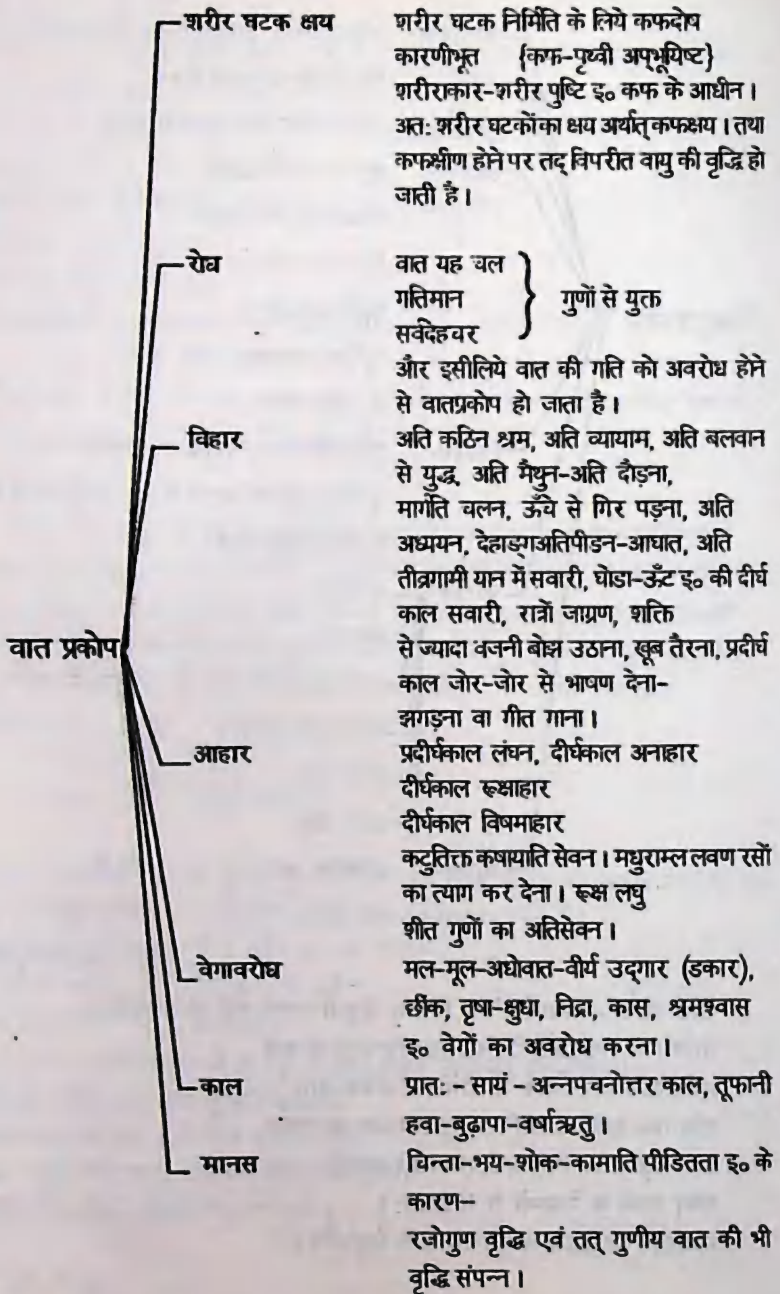 शरीर घटक क्षय शरीर घटक निर्मिति के लिये कफदोष
कारणीभूत {कफ-पृथ्वी अप्‌भूयिष्ट}
शरीराकार-शरीर पुष्टि इ० कफ के आधीन।
अतः शरीर घटकों का क्षय अर्थात् कफक्षय। तथा
कफक्षीण होने पर तद् विपरीत वायु की वृद्धि हो
जाती है।
रोध वात यह चल
गतिमान } गुणों से युक्त
सर्वदेहचर
और इसीलिये वात की गति को अवरोध होने
से वातप्रकोप हो जाता है।
विहार अति कठिन श्रम, अति व्यायाम, अति बलवान
से युद्ध, अति मैथुन-अति दौड़ना,
मार्गाति चलन, ऊँचे से गिर पड़ना, अति
अध्ययन, देहाङ्गअतिपीडन-आघात, अति
तीव्रगामी यान में सवारी, घोडा-ऊँट इ० की दीर्घ
काल सवारी, रात्रौ जाग्रण, शक्ति
वात प्रकोप से ज्यादा वजनी बोझ उठाना, खूब तैरना, प्रदीर्घ
काल जोर-जोर से भाषण देना-
झगड़ना वा गीत गाना।
आहार प्रदीर्घकाल लंघन, दीर्घकाल अनाहार
दीर्घकाल रूक्षाहार
दीर्घकाल विषमाहार
कटुतिक्त कषायाति सेवन। मधुराम्ल लवण रसों
का त्याग कर देना। रूक्ष लघु
शीत गुणों का अतिसेवन।
वेगावरोध मल-मूल-अधोवात-वीर्य उद्‌गार (डकार),
छींक, तृषा-क्षुधा, निद्रा, कास, श्रमश्वास
इ० वेगों का अवरोध करना।
काल प्रातः - सायं - अन्नपचनोत्तर काल, तूफानी
हवा-बुढ़ापा-वर्षाऋतु।
मानस चिन्ता-भय-शोक-कामाति पीडितता इ० के
कारण-
रजोगुण वृद्धि एवं तत् गुणीय वात की भी
वृद्धि संपन्न।